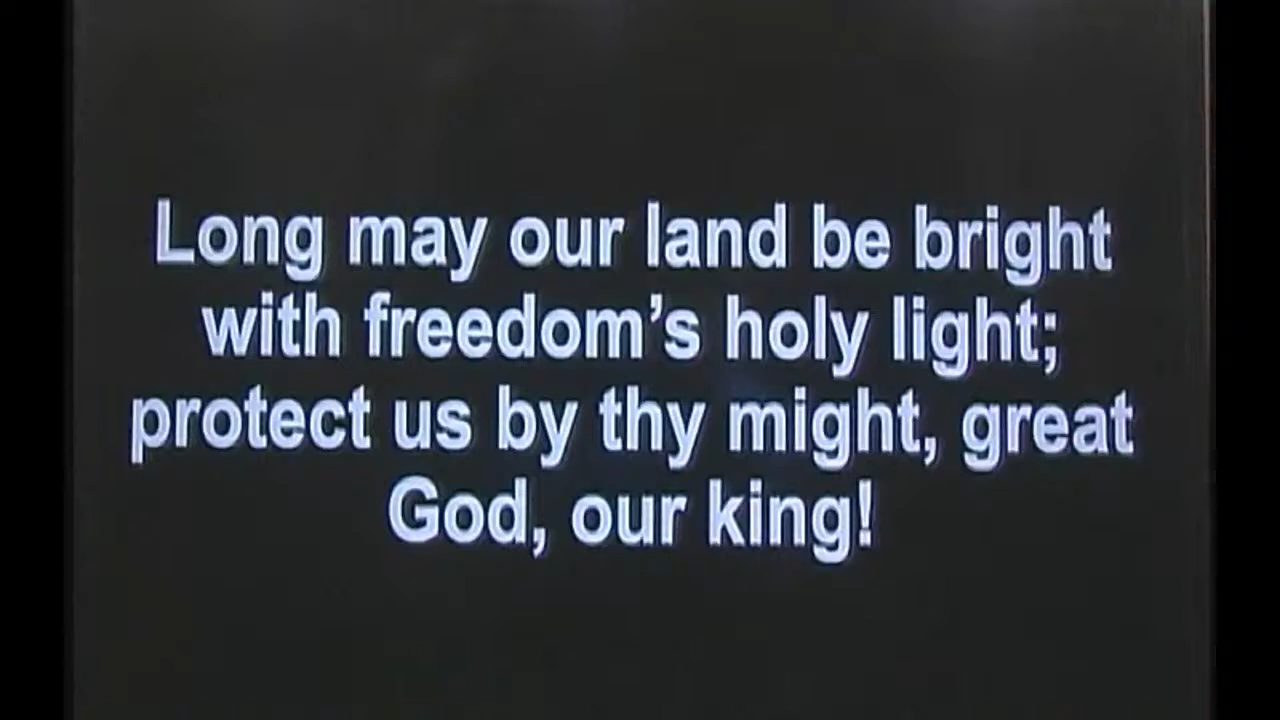 Long may our land be bright
with freedom’s holy light;
protect us by thy might, great
God, our king!